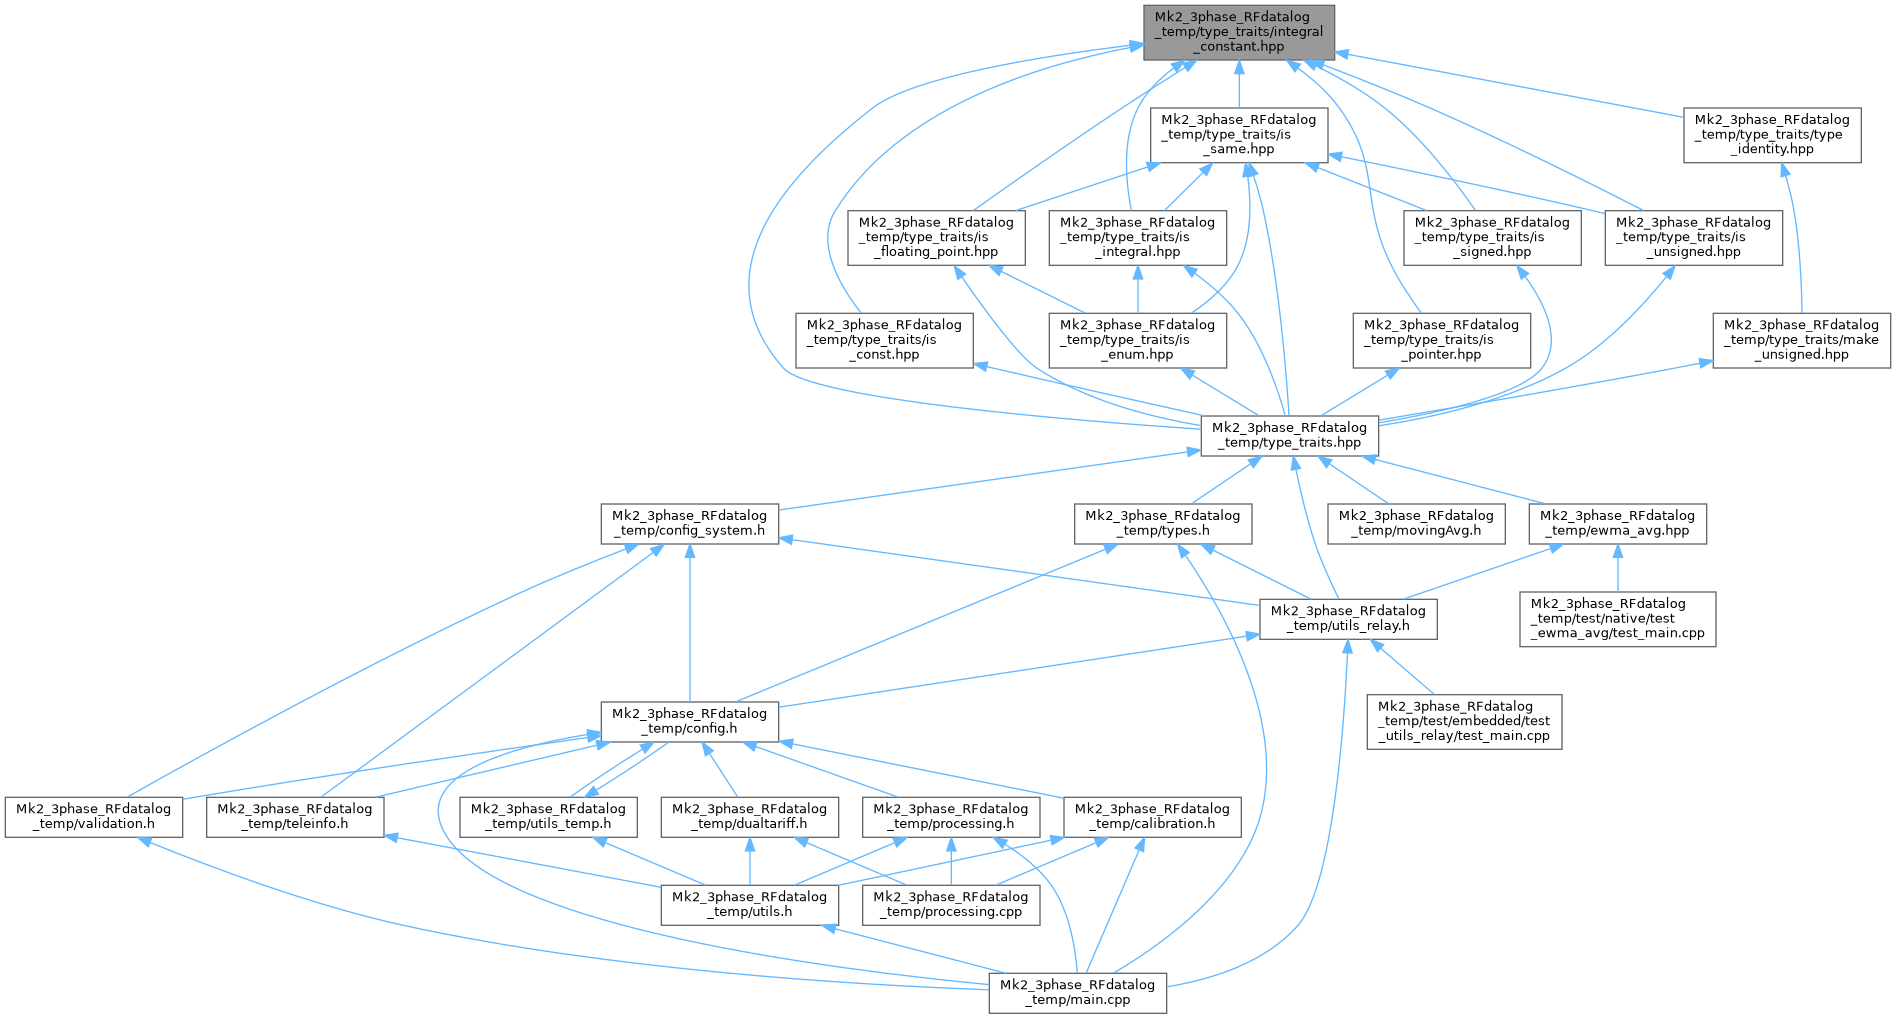 Mk2_3phase_RFdatalog
_temp/type_traits/integral
_constant.hpp
Mk2_3phase_RFdatalog
_temp/type_traits/is
_same.hpp
Mk2_3phase_RFdatalog
_temp/type_traits/type
_identity.hpp
Mk2_3phase_RFdatalog
_temp/type_traits/is
_floating_point.hpp
Mk2_3phase_RFdatalog
_temp/type_traits/is
_integral.hpp
Mk2_3phase_RFdatalog
_temp/type_traits/is
_signed.hpp
Mk2_3phase_RFdatalog
_temp/type_traits/is
_unsigned.hpp
Mk2_3phase_RFdatalog
_temp/type_traits/is
_const.hpp
Mk2_3phase_RFdatalog
_temp/type_traits/is
_enum.hpp
Mk2_3phase_RFdatalog
_temp/type_traits/is
_pointer.hpp
Mk2_3phase_RFdatalog
_temp/type_traits/make
_unsigned.hpp
Mk2_3phase_RFdatalog
_temp/type_traits.hpp
Mk2_3phase_RFdatalog
_temp/config_system.h
Mk2_3phase_RFdatalog
_temp/types.h
Mk2_3phase_RFdatalog
_temp/movingAvg.h
Mk2_3phase_RFdatalog
_temp/ewma_avg.hpp
Mk2_3phase_RFdatalog
_temp/utils_relay.h
Mk2_3phase_RFdatalog
_temp/test/native/test
_ewma_avg/test_main.cpp
Mk2_3phase_RFdatalog
_temp/config.h
Mk2_3phase_RFdatalog
_temp/test/embedded/test
_utils_relay/test_main.cpp
Mk2_3phase_RFdatalog
_temp/validation.h
Mk2_3phase_RFdatalog
_temp/teleinfo.h
Mk2_3phase_RFdatalog
_temp/utils_temp.h
Mk2_3phase_RFdatalog
_temp/dualtariff.h
Mk2_3phase_RFdatalog
_temp/processing.h
Mk2_3phase_RFdatalog
_temp/calibration.h
Mk2_3phase_RFdatalog
_temp/utils.h
Mk2_3phase_RFdatalog
_temp/processing.cpp
Mk2_3phase_RFdatalog
_temp/main.cpp